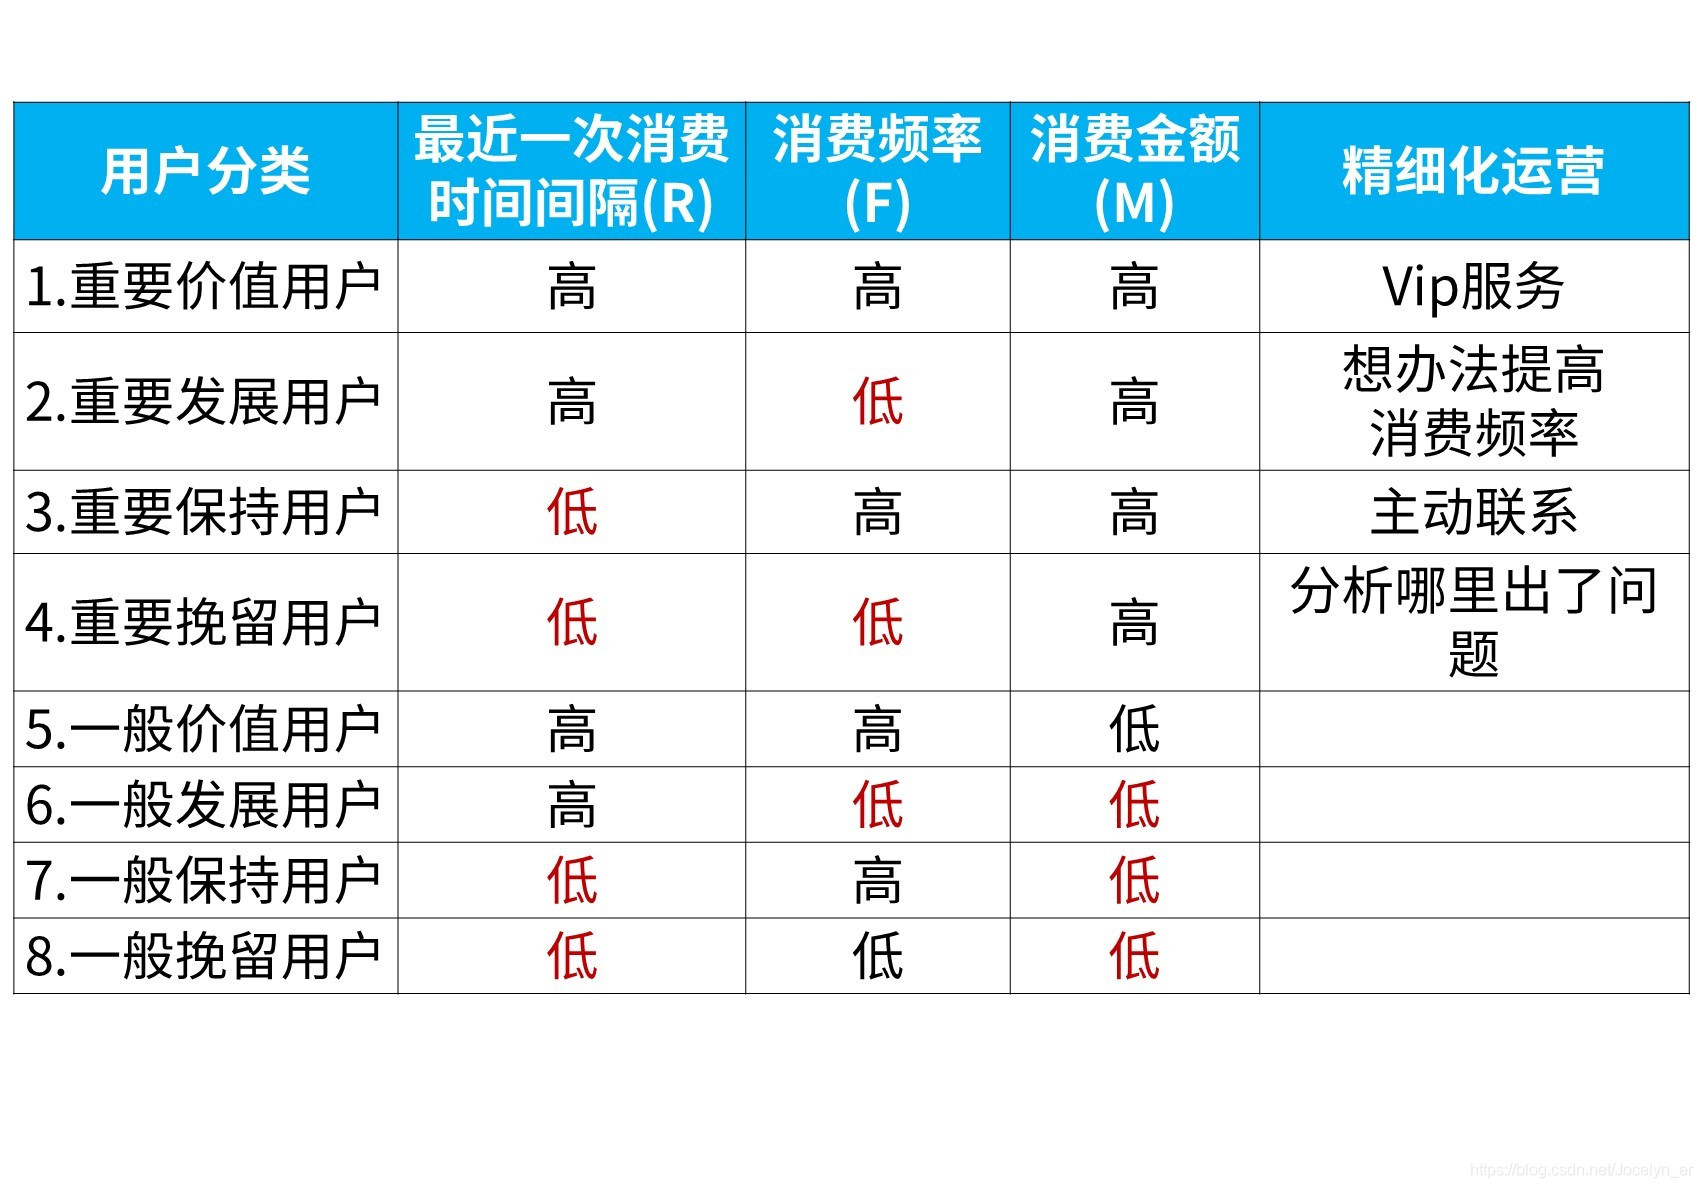 用户分类
最近一次消费
时间间隔(R)
消费频率
(F)
消费金额
(M)
精细化运营
1.重要价值用户
高
高
高
Vip服务
2.重要发展用户
高
低
高
想办法提高
消费频率
3.重要保持用户
低
高
高
主动联系
4.重要挽留用户
低
低
高
分析哪里出了问
题
5.一般价值用户
高
高
低
6.一般发展用户
高
低
低
7.一般保持用户
低
高
低
8.一般挽留用户
低
低
低
https://blog.csdn.net/Jocelyn_er